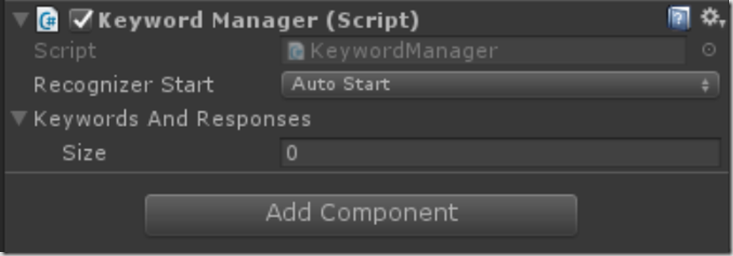 Keyword Manager (Script)
Script KeywordManager
Recognizer Start Auto Start
Keywords And Responses
Size 0
Add Component